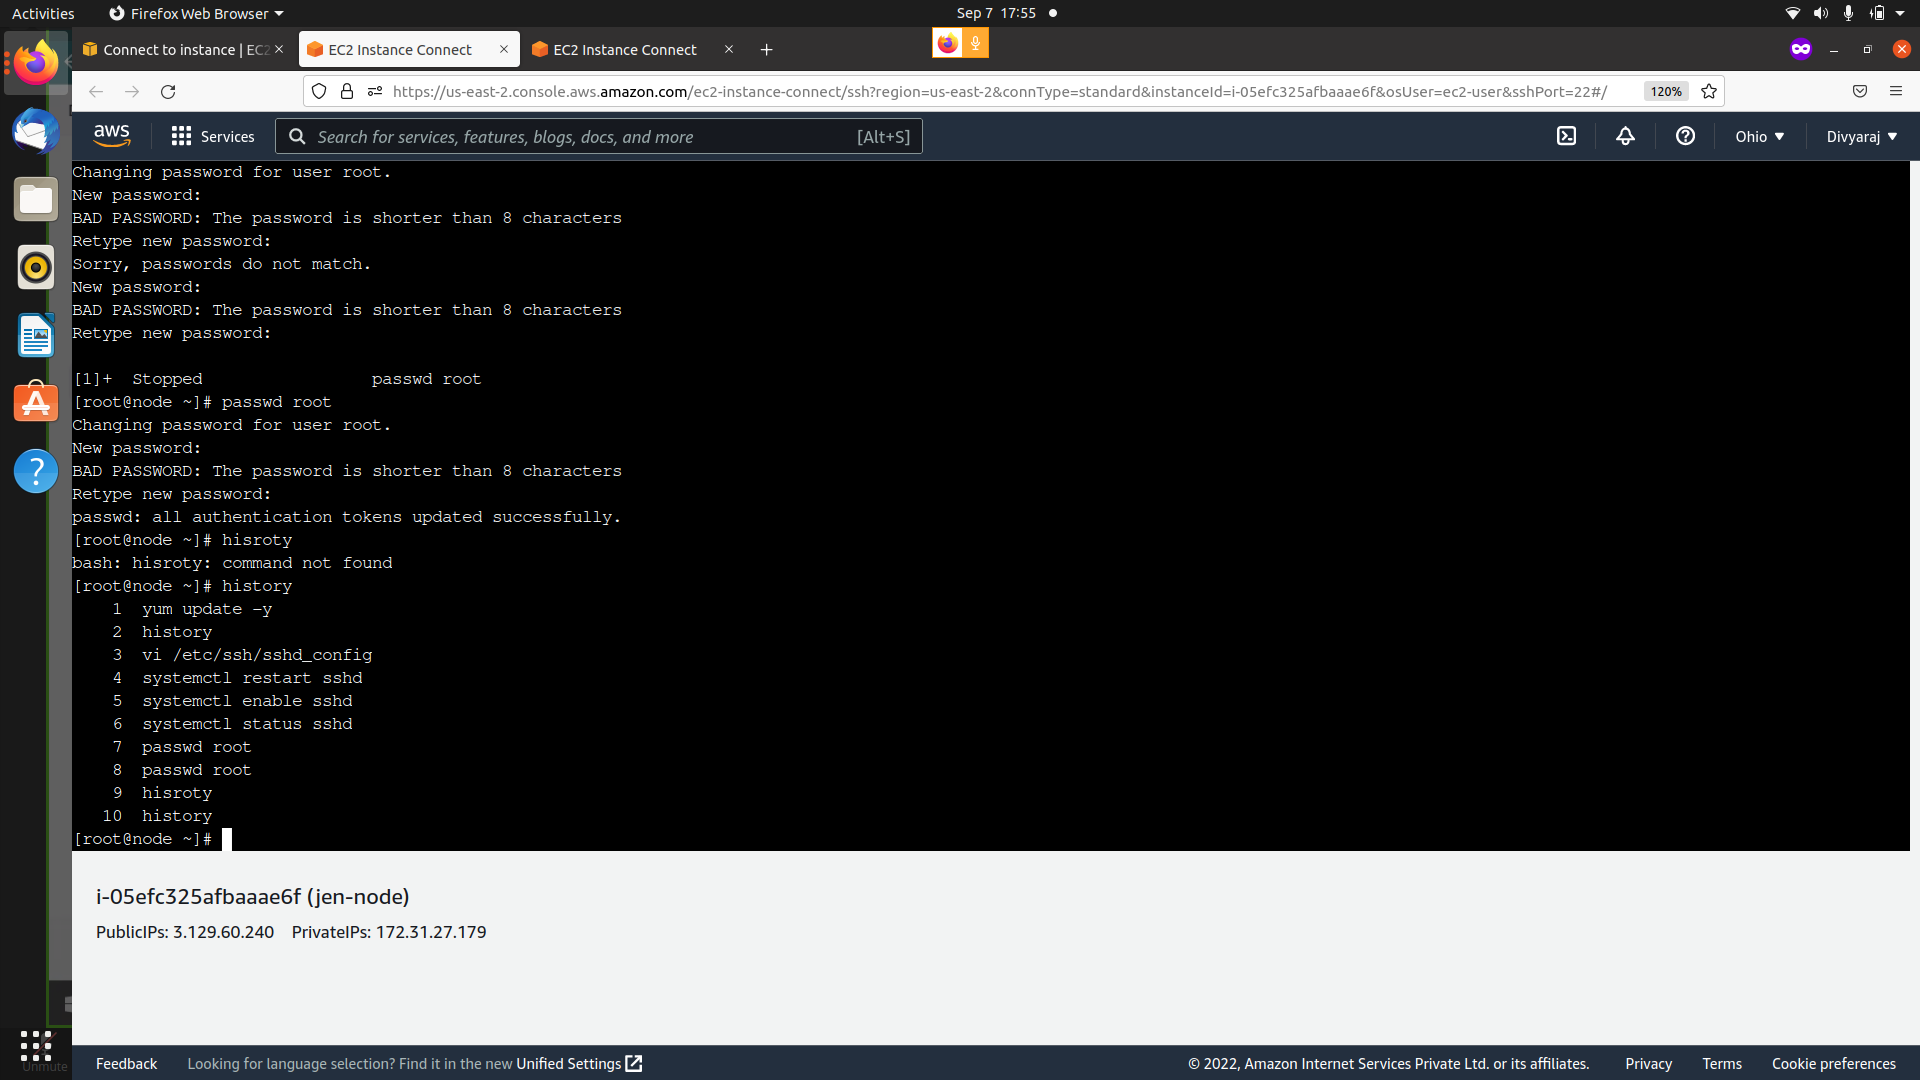 Activities Firefox Web Browser Sep 7 17:55
Connect to instance | EC2 EC2 Instance Connect EC2 Instance Connect
https://us-east-2.console.aws.amazon.com/ec2-instance-connect/ssh?region=us-east-2&connType=standard&instanceId=i-05efc325afbaaae6f&osUser=ec2-user&sshPort=22#/ 120%
aws Services Search for services, features, blogs, docs, and more [Alt+S] Ohio Divyaraj
Changing password for user root.
New password:
BAD PASSWORD: The password is shorter than 8 characters
Retype new password:
Sorry, passwords do not match.
New password:
BAD PASSWORD: The password is shorter than 8 characters
Retype new password:
[1]+  Stopped                 passwd root
[root@node ~]# passwd root
Changing password for user root.
New password:
BAD PASSWORD: The password is shorter than 8 characters
Retype new password:
passwd: all authentication tokens updated successfully.
[root@node ~]# hisroty
bash: hisroty: command not found
[root@node ~]# history
    1  yum update -y
    2  history
    3  vi /etc/ssh/sshd_config
    4  systemctl restart sshd
    5  systemctl enable sshd
    6  systemctl status sshd
    7  passwd root
    8  passwd root
    9  hisroty
   10  history
[root@node ~]#
i-05efc325afbaaae6f (jen-node)
PublicIPs: 3.129.60.240 PrivateIPs: 172.31.27.179
Unmute
Feedback Looking for language selection? Find it in the new Unified Settings © 2022, Amazon Internet Services Private Ltd. or its affiliates. Privacy Terms Cookie preferences